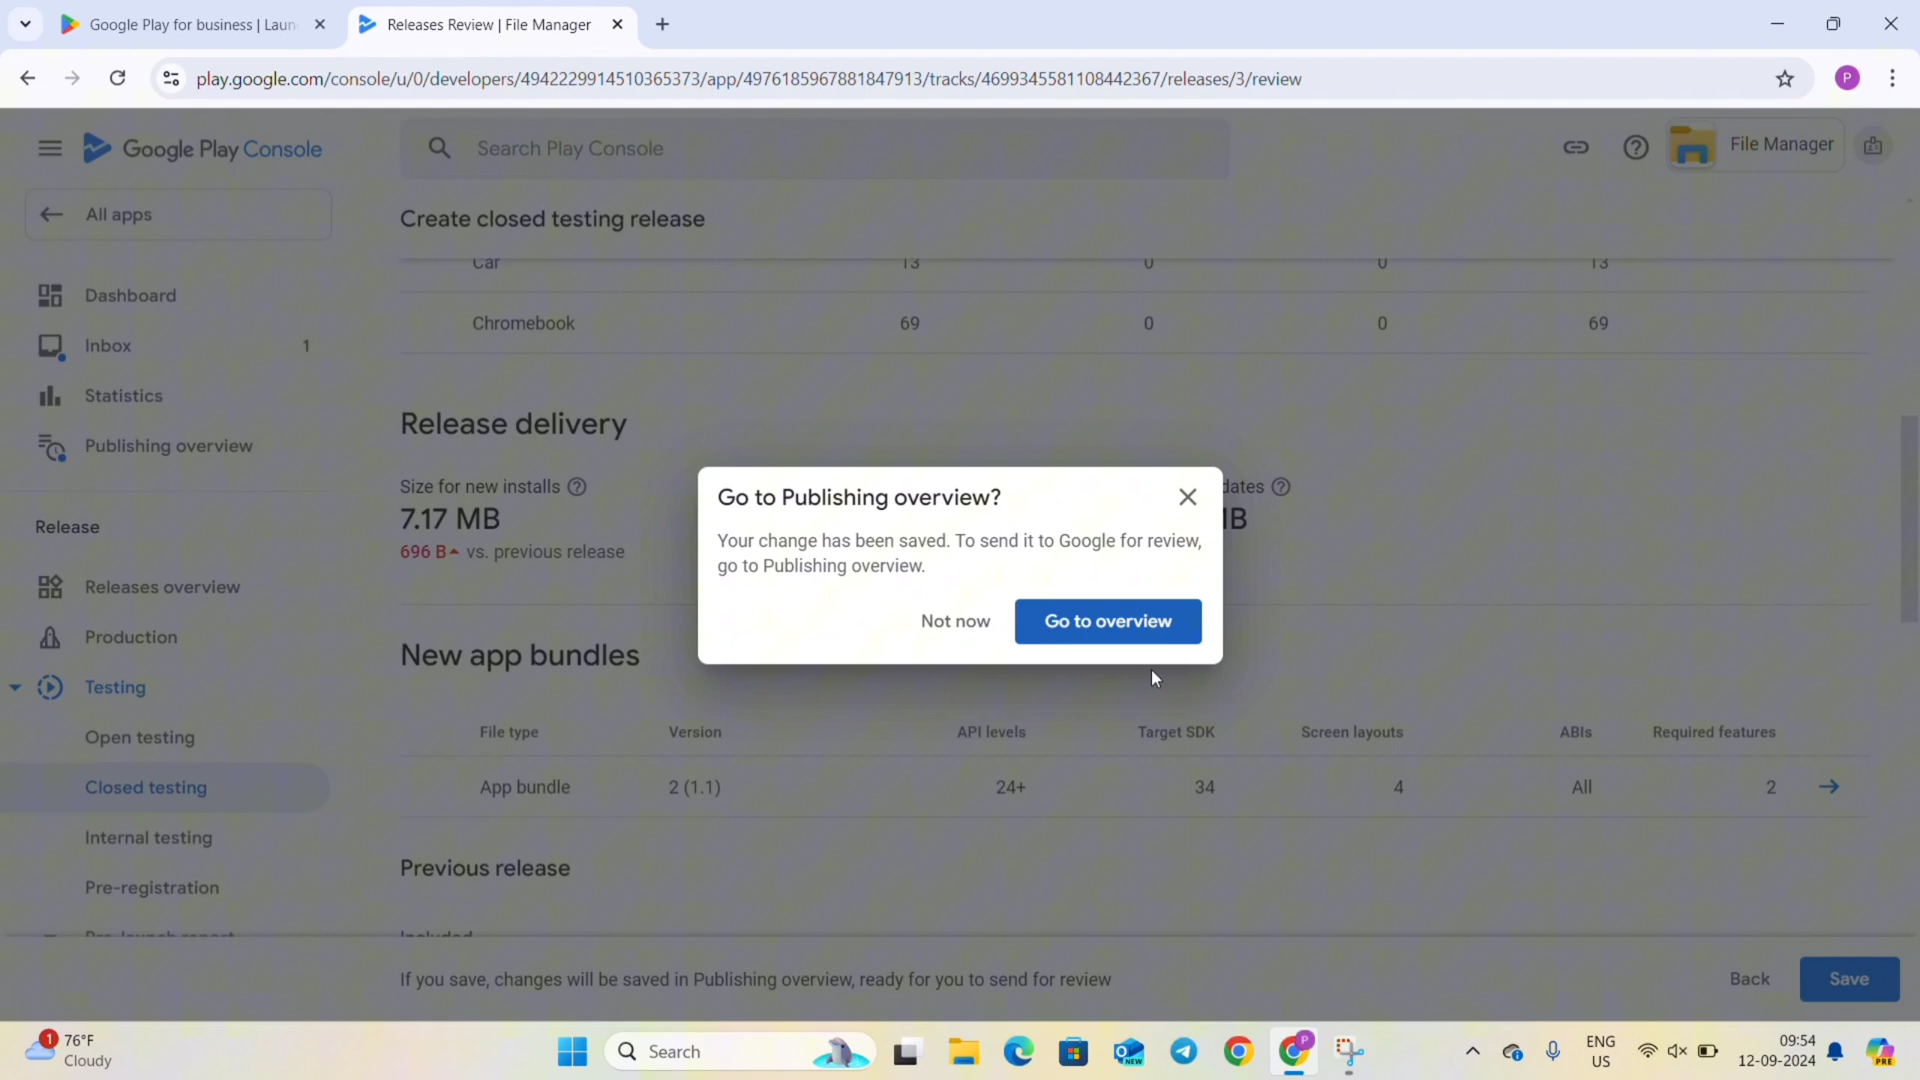 Google Play for business | Laun
Releases Review | File Manager
play.google.com/console/u/0/developers/4942229914510365373/app/4976185967881847913/tracks/4699345581108442367/releases/3/review
Google Play Console
Search Play Console
File Manager
All apps
Create closed testing release
Car 13 0 0 13
Dashboard
Chromebook 69 0 0 69
Inbox 1
Statistics
Release delivery
Publishing overview
Size for new installs
dates
7.17 MB
696 B vs. previous release
Go to Publishing overview?
Your change has been saved. To send it to Google for review,
go to Publishing overview.
Not now Go to overview
Release
Releases overview
Production
New app bundles
Testing
Open testing
File type Version API levels Target SDK Screen layouts ABIs Required features
Closed testing
App bundle 2 (1.1) 24+ 34 4 All 2
Internal testing
Previous release
Pre-registration
Pre-launch report
Included
If you save, changes will be saved in Publishing overview, ready for you to send for review
Back Save
1
76°F
Cloudy
Search
NEW
P
ENG
US
09:54
12-09-2024
PRE